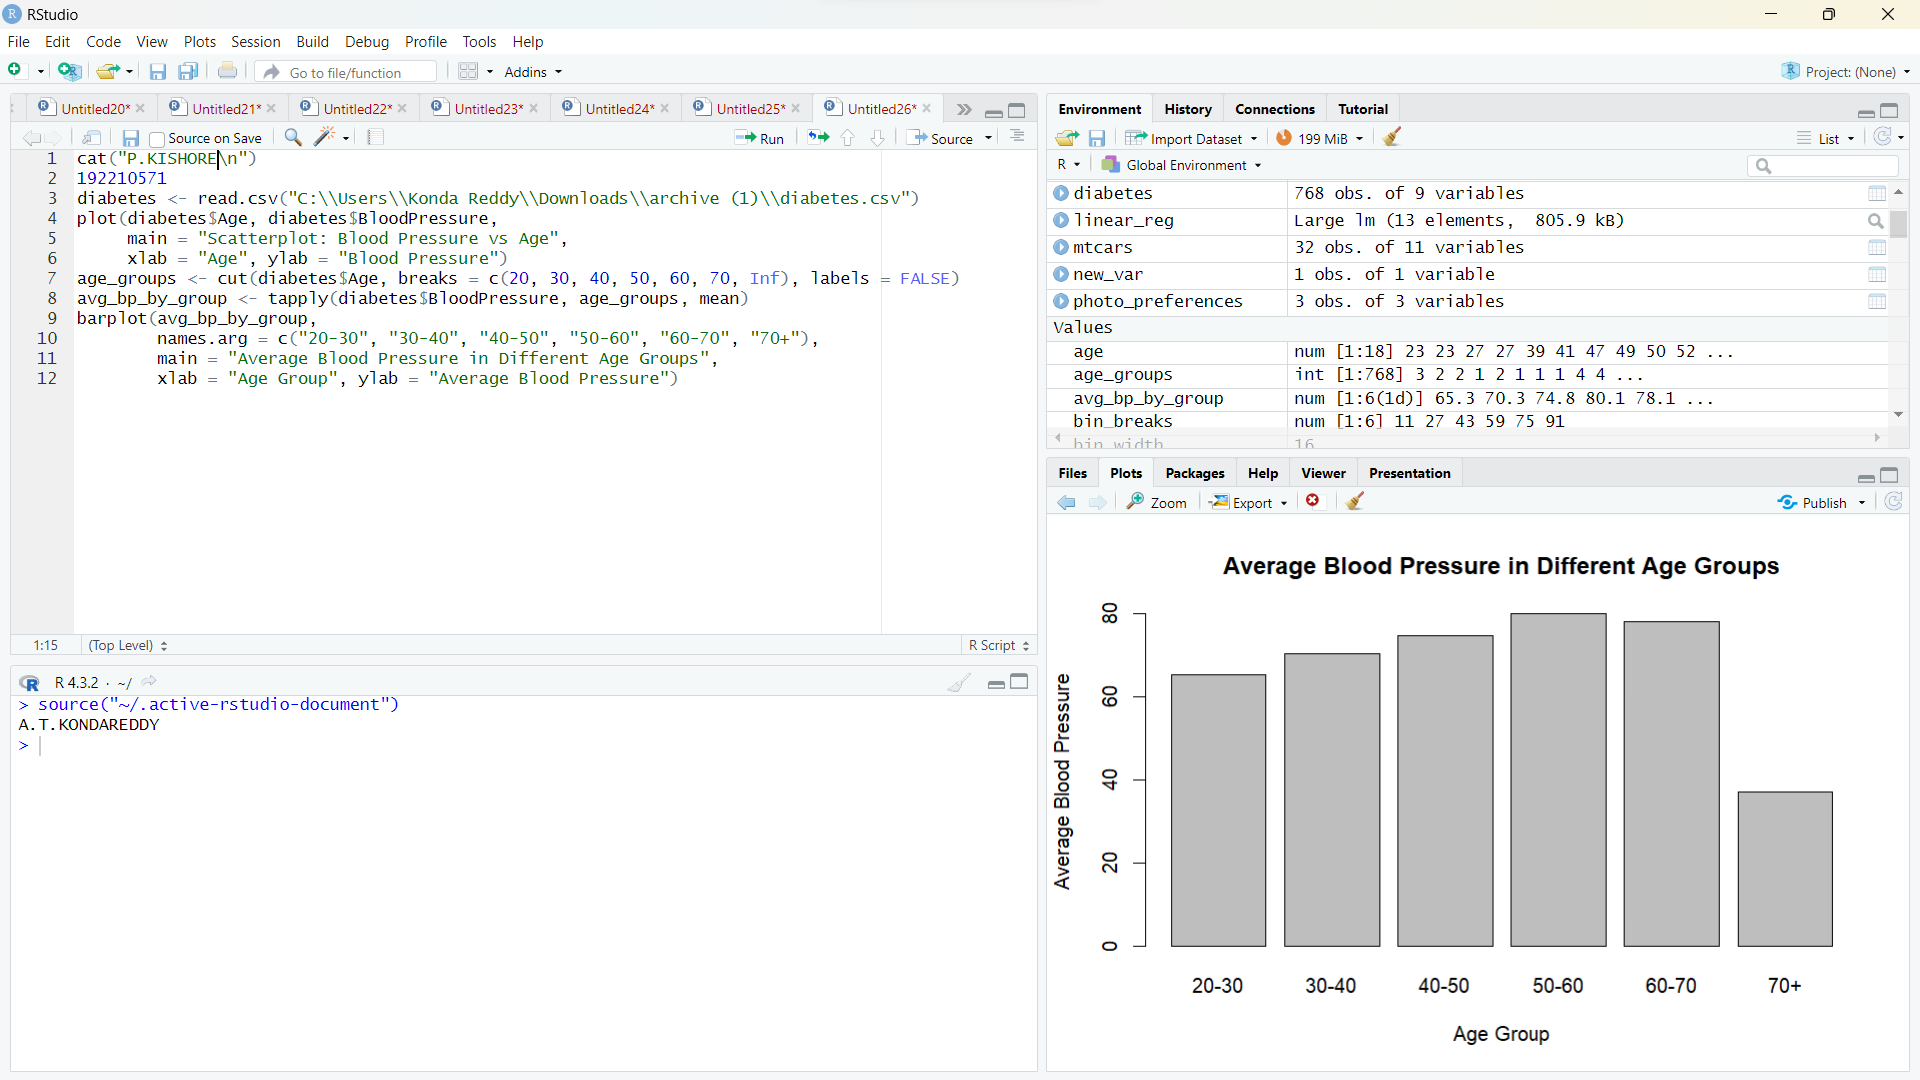 RStudio
File Edit Code View Plots Session Build Debug Profile Tools Help
Go to file/function Addins Project: (None)
Untitled20* Untitled21* Untitled22* Untitled23* Untitled24* Untitled25* Untitled26*
Source on Save Run Source
1 cat("P.KISHORE\n")
2 192210571
3 diabetes <- read.csv("C:\\Users\\Konda Reddy\\Downloads\\archive (1)\\diabetes.csv")
4 plot(diabetes$Age, diabetes$BloodPressure,
5 main = "Scatterplot: Blood Pressure vs Age",
6 xlab = "Age", ylab = "Blood Pressure")
7 age_groups <- cut(diabetes$Age, breaks = c(20, 30, 40, 50, 60, 70, Inf), labels = FALSE)
8 avg_bp_by_group <- tapply(diabetes$BloodPressure, age_groups, mean)
9 barplot(avg_bp_by_group,
10 names.arg = c("20-30", "30-40", "40-50", "50-60", "60-70", "70+"),
11 main = "Average Blood Pressure in Different Age Groups",
12 xlab = "Age Group", ylab = "Average Blood Pressure")
1:15 (Top Level) R Script
R 4.3.2 · ~/
> source("~/.active-rstudio-document")
A.T.KONDAREDDY
>
Environment History Connections Tutorial
Import Dataset 199 MiB List
R Global Environment
diabetes 768 obs. of 9 variables
linear_reg Large lm (13 elements, 805.9 kB)
mtcars 32 obs. of 11 variables
new_var 1 obs. of 1 variable
photo_preferences 3 obs. of 3 variables
Values
age num [1:18] 23 23 27 27 39 41 47 49 50 52 ...
age_groups int [1:768] 3 2 2 1 2 1 1 1 4 4 ...
avg_bp_by_group num [1:6(1d)] 65.3 70.3 74.8 80.1 78.1 ...
bin_breaks num [1:6] 11 27 43 59 75 91
bin_width 16
Files Plots Packages Help Viewer Presentation
Zoom Export Publish
Average Blood Pressure in Different Age Groups
Average Blood Pressure
80
60
40
20
0
20-30 30-40 40-50 50-60 60-70 70+
Age Group